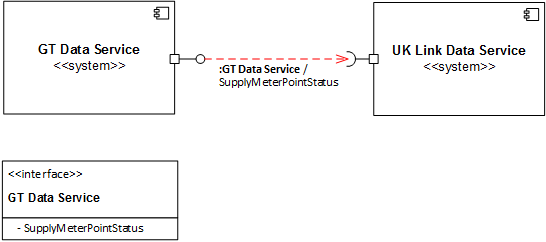 GT Data Service
<<system>>
UK Link Data Service
<<system>>
:GT Data Service /
SupplyMeterPointStatus
<<interface>>
GT Data Service
- SupplyMeterPointStatus